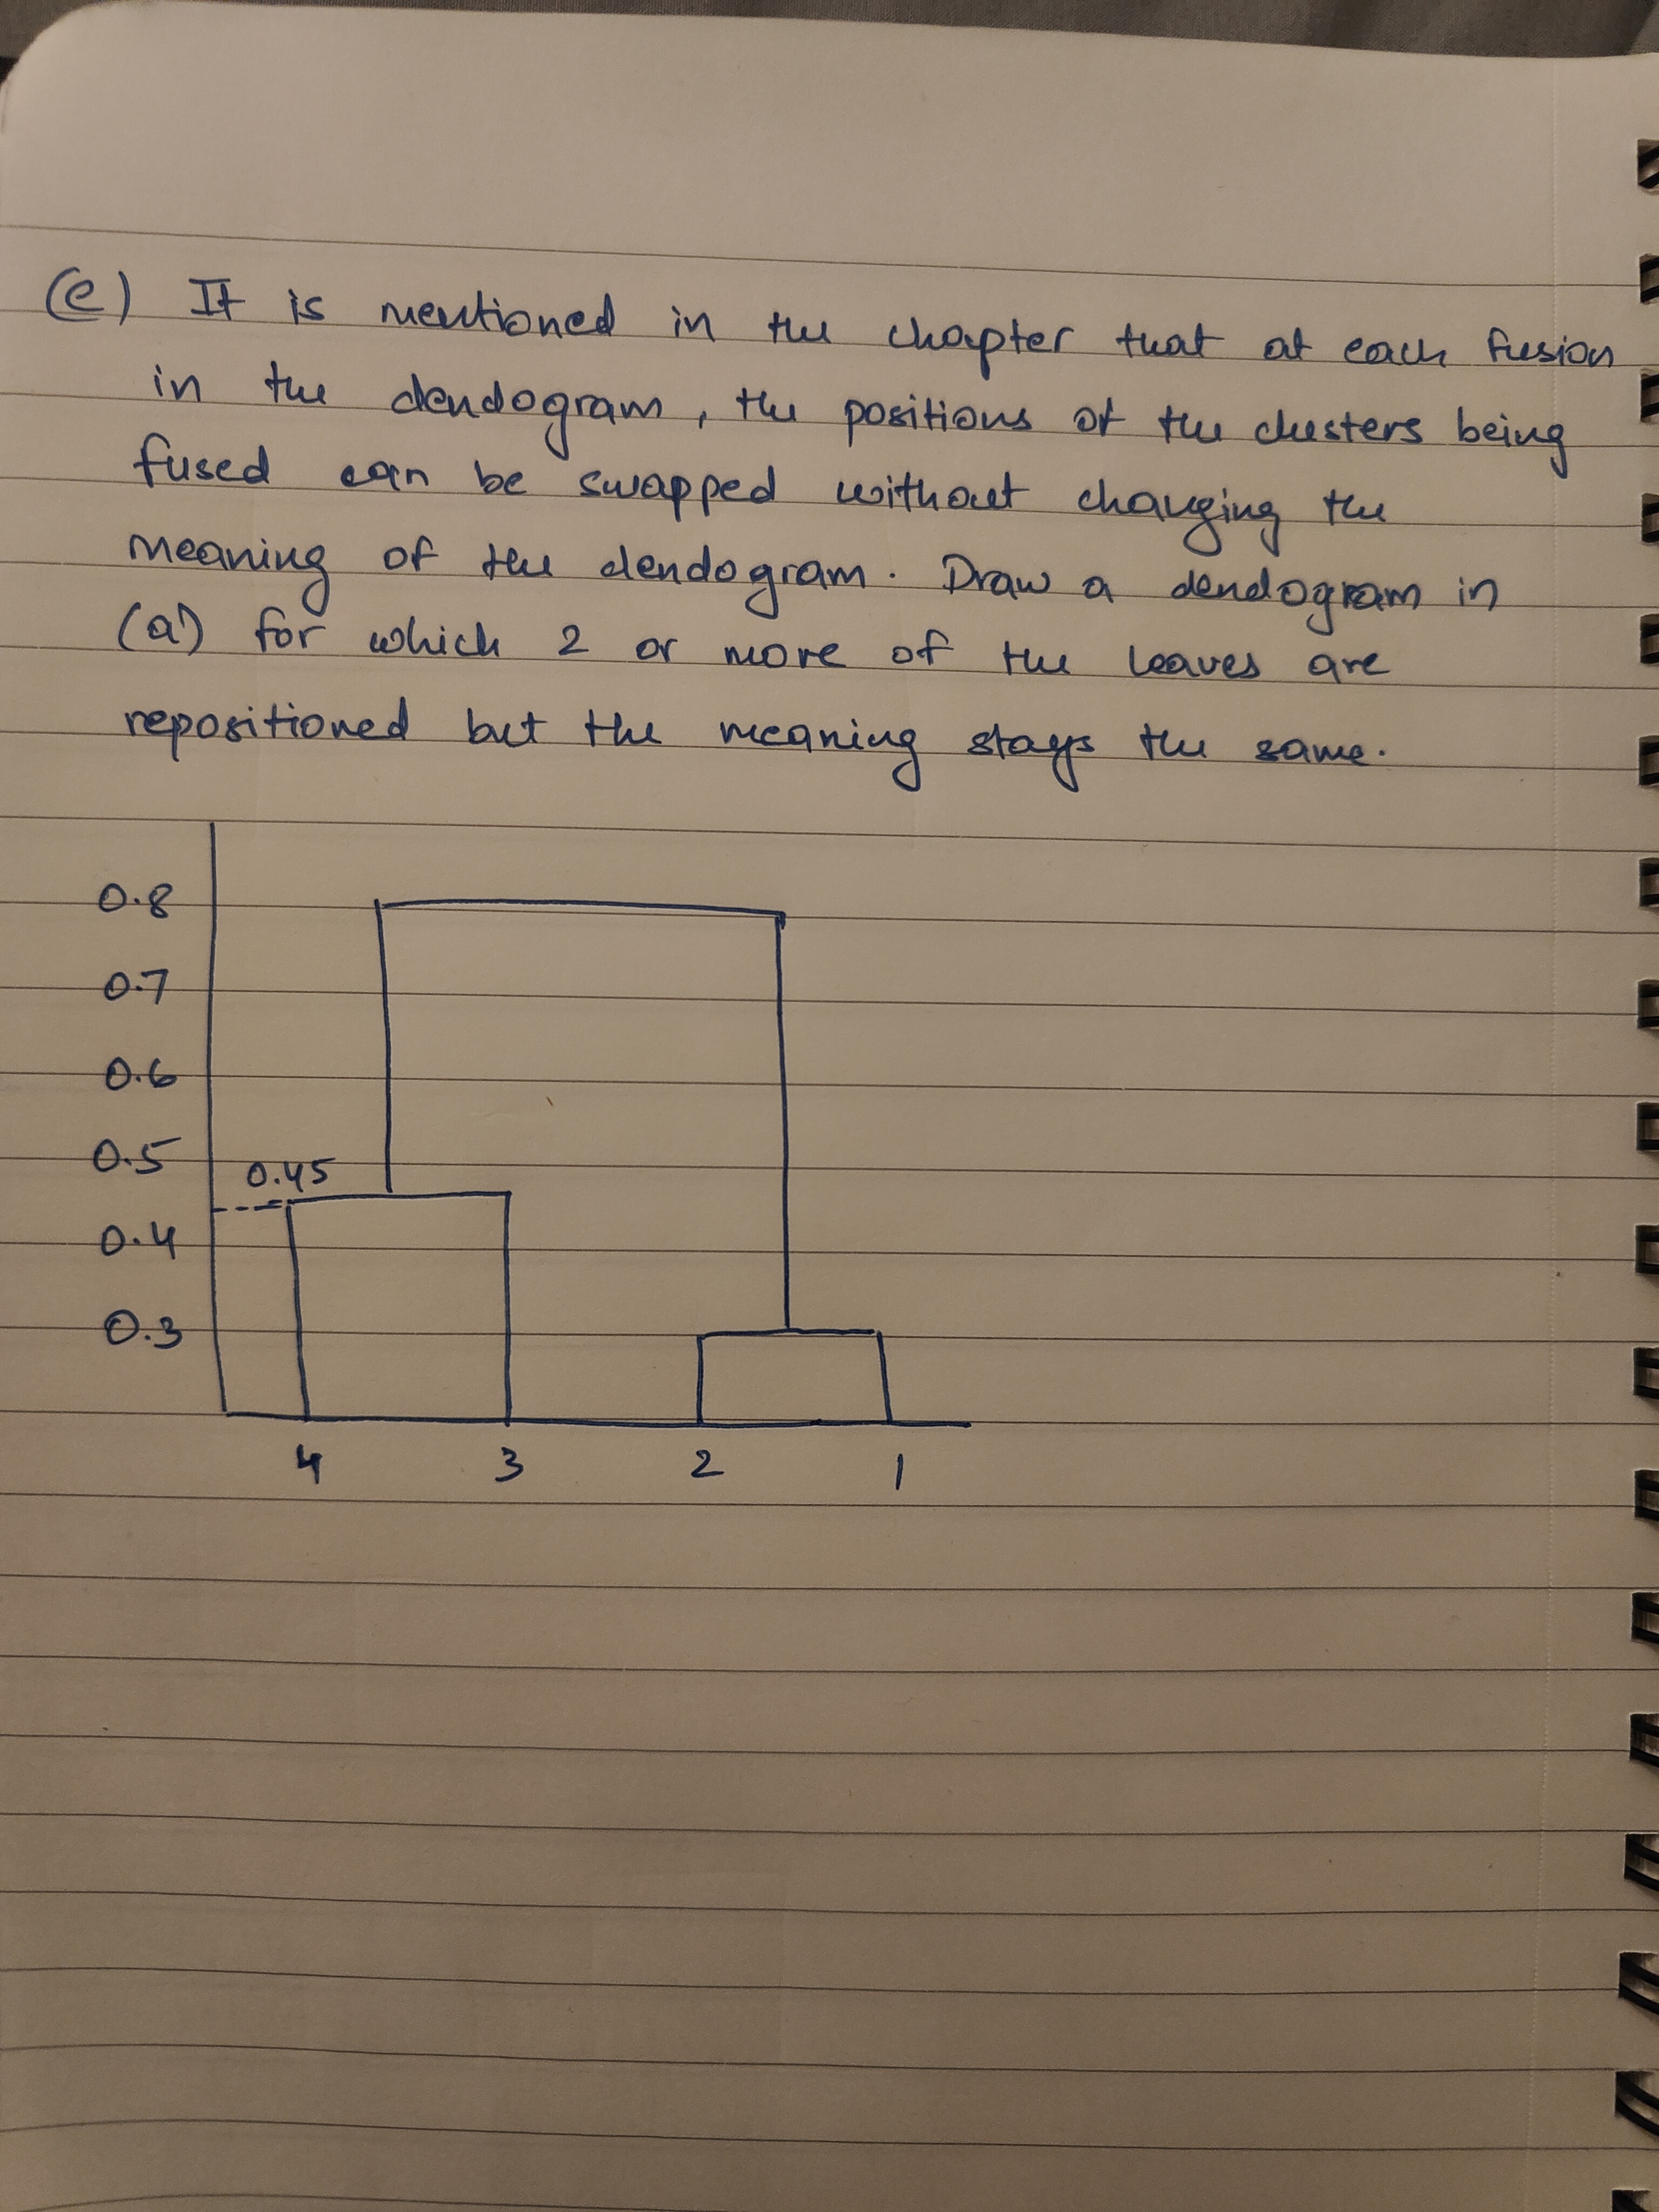 (e) It is mentioned in the chapter that at each fusion
in the dendogram, the positions of the clusters being
fused can be swapped without changing the
meaning of the dendogram. Draw a dendogram in
(a) for which 2 or more of the leaves are
repositioned but the meaning stays the same.
0.8
0.7
0.6
0.5
0.45
0.4
0.3
4 3 2 1